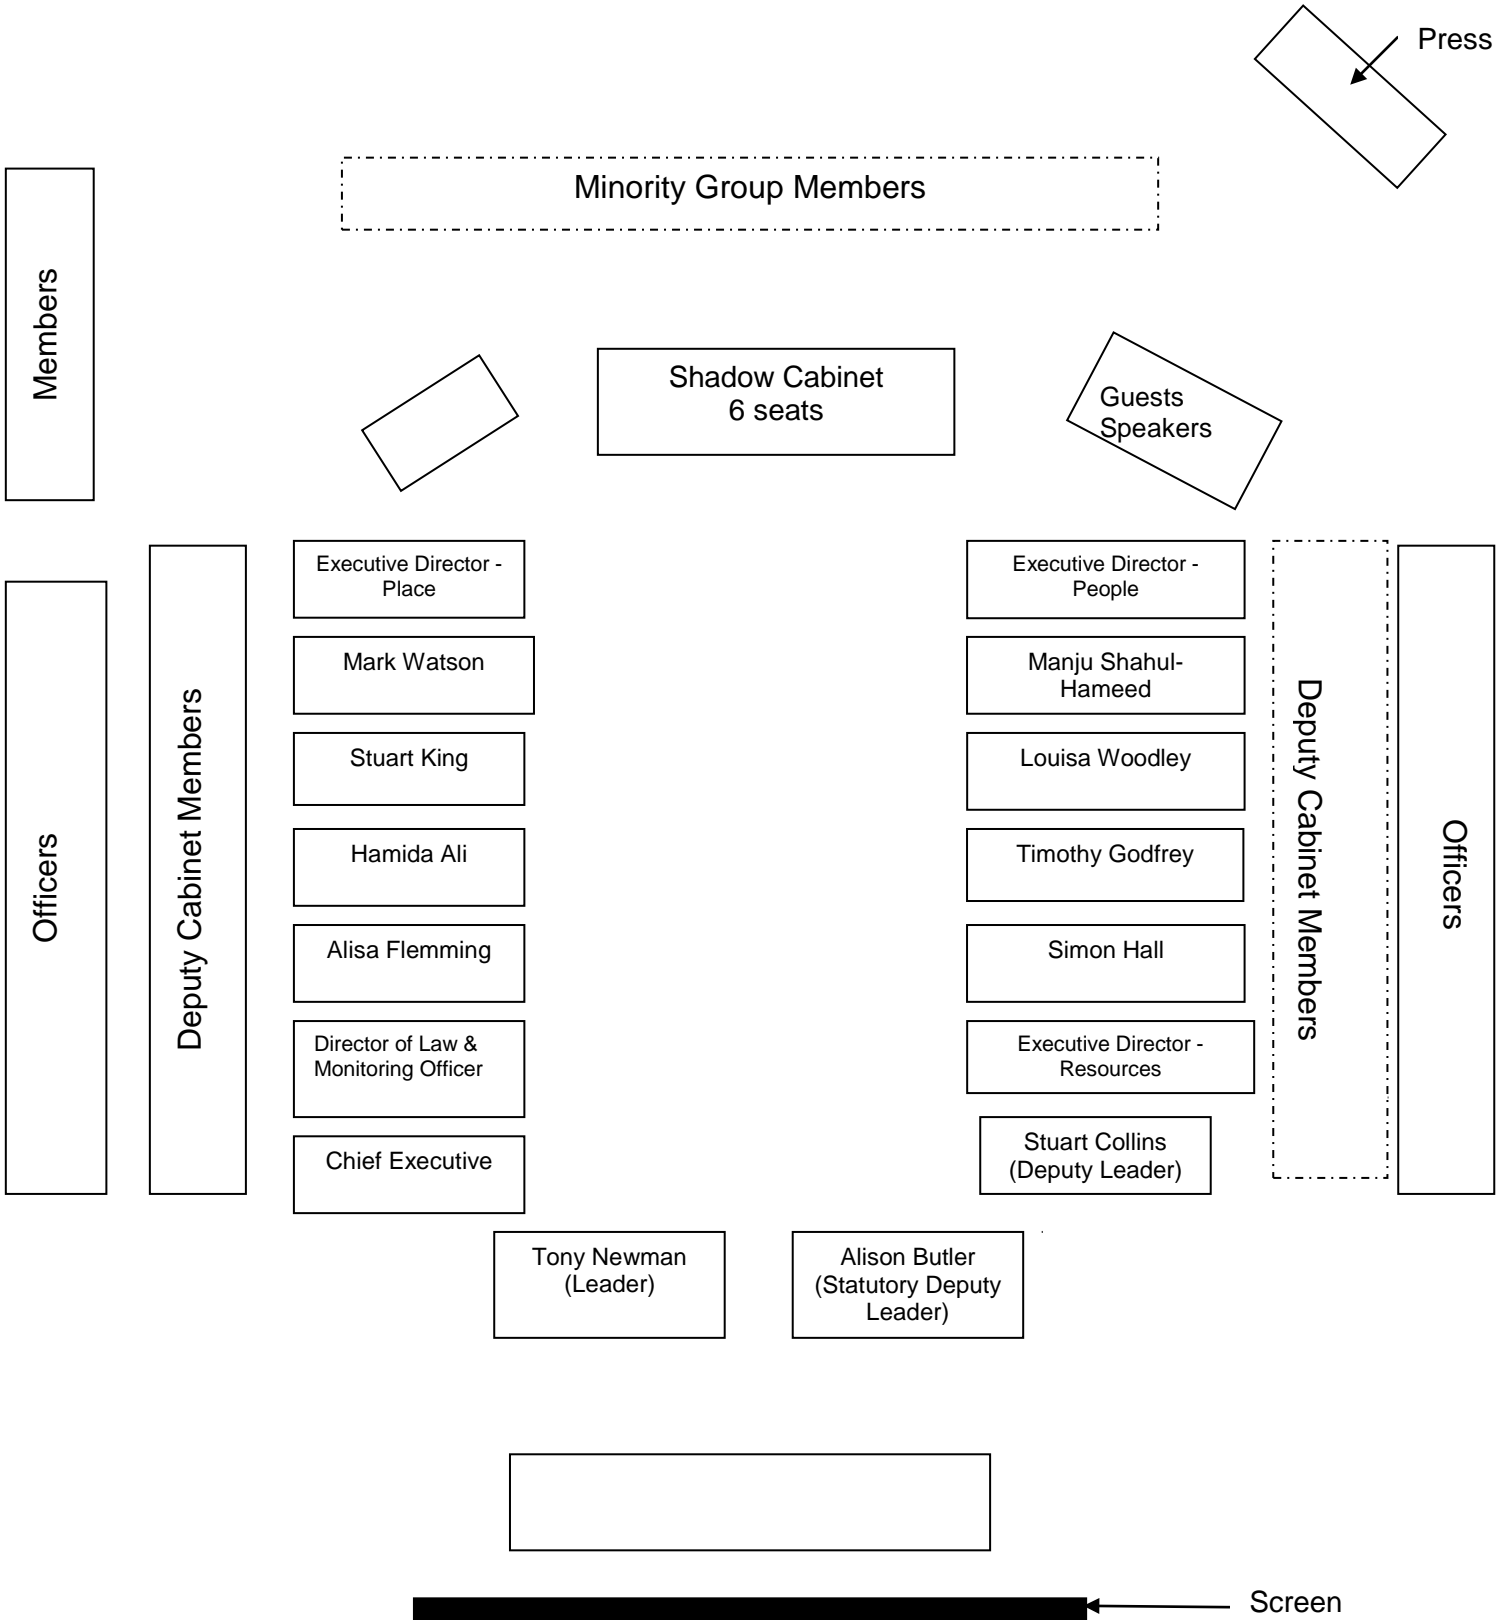 Press
Minority Group Members
Members
Shadow Cabinet
6 seats
Guests
Speakers
Executive Director -
Place
Executive Director -
People
Mark Watson
Manju Shahul-
Hameed
Stuart King
Louisa Woodley
Hamida Ali
Timothy Godfrey
Officers
Deputy Cabinet Members
Deputy Cabinet Members
Officers
Alisa Flemming
Simon Hall
Director of Law &
Monitoring Officer
Executive Director -
Resources
Chief Executive
Stuart Collins
(Deputy Leader)
Tony Newman
(Leader)
Alison Butler
(Statutory Deputy
Leader)
Screen